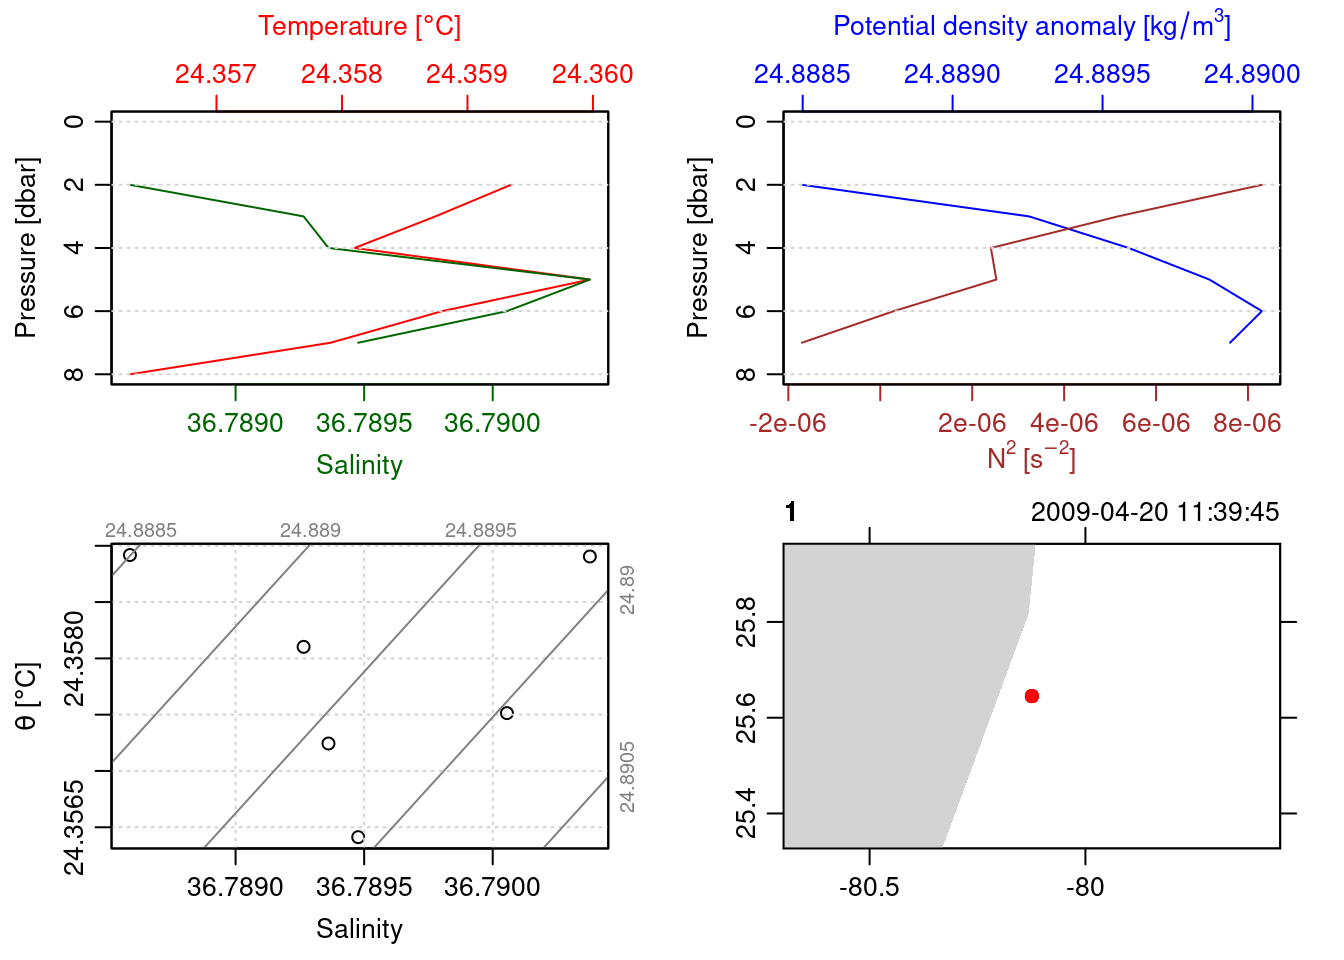 Temperature [°C]
24.357 24.358 24.359 24.360
0
2
4
6
8
Pressure [dbar]
36.7890 36.7895 36.7900
Salinity
Potential density anomaly [kg/m³]
24.8885 24.8890 24.8895 24.8900
0
2
4
6
8
Pressure [dbar]
-2e-06 2e-06 4e-06 6e-06 8e-06
N² [s⁻²]
24.8885 24.889 24.8895
24.89
24.8905
24.3580
24.3565
θ [°C]
36.7890 36.7895 36.7900
Salinity
1 2009-04-20 11:39:45
25.8
25.6
25.4
-80.5 -80